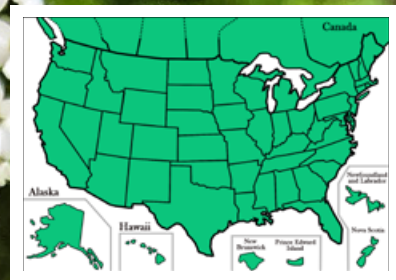 Canada
Alaska
Hawaii
New
Brunswick
Prince Edward
Island
Newfoundland
and Labrador
Nova Scotia